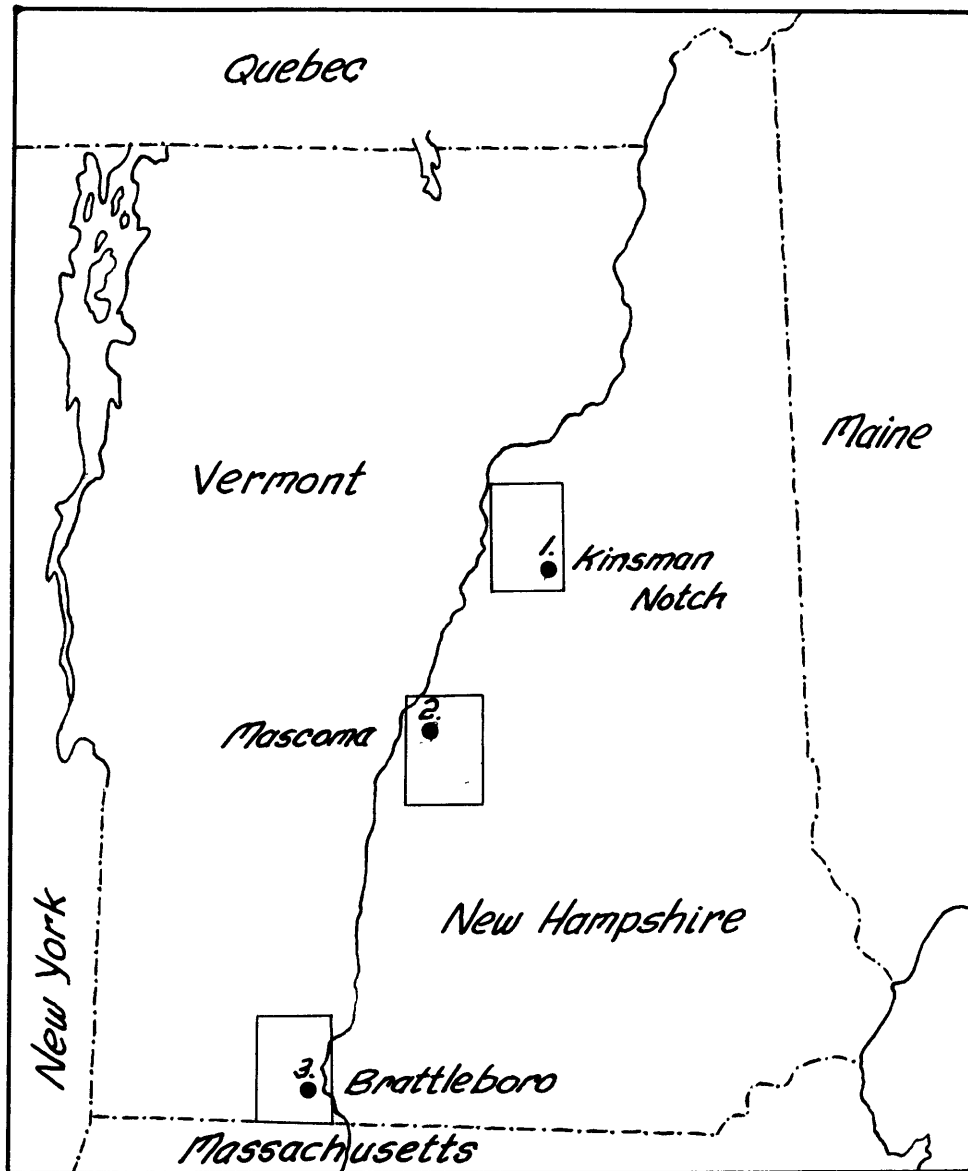 Quebec
Maine
Vermont
1.
Kinsman
Notch
2.
Mascoma
New Hampshire
New York
3.
Brattleboro
Massachusetts